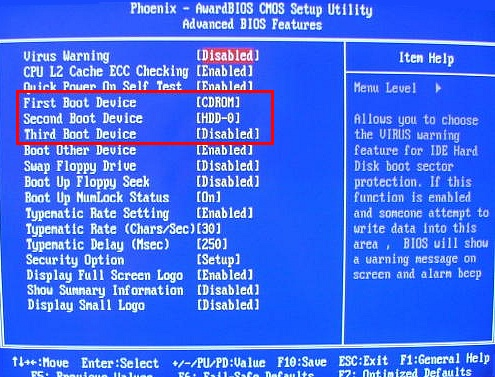 Phoenix - AwardBIOS CMOS Setup Utility
Advanced BIOS Features
Virus Warning [Disabled]
CPU L2 Cache ECC Checking [Enabled]
Quick Power On Self Test [Enabled]
First Boot Device [CDROM]
Second Boot Device [HDD-0]
Third Boot Device [Disabled]
Boot Other Device [Enabled]
Swap Floppy Drive [Disabled]
Boot Up Floppy Seek [Disabled]
Boot Up NumLock Status [On]
Typematic Rate Setting [Enabled]
Typematic Rate (Chars/Sec)[30]
Typematic Delay (Msec) [250]
Security Option [Setup]
Display Full Screen Logo [Enabled]
Show Summary Information [Disabled]
Display Small Logo [Disabled]
Item Help
Menu Level ▶
Allows you to choose
the VIRUS warning
feature for IDE Hard
Disk boot sector
protection. If this
function is enabled
and someone attempt to
write data into this
area , BIOS will show
a warning message on
screen and alarm beep
↑↓→←:Move Enter:Select +/-/PU/PD:Value F10:Save ESC:Exit F1:General Help
F5: Previous Values F6: Fail-Safe Defaults F7: Optimized Defaults